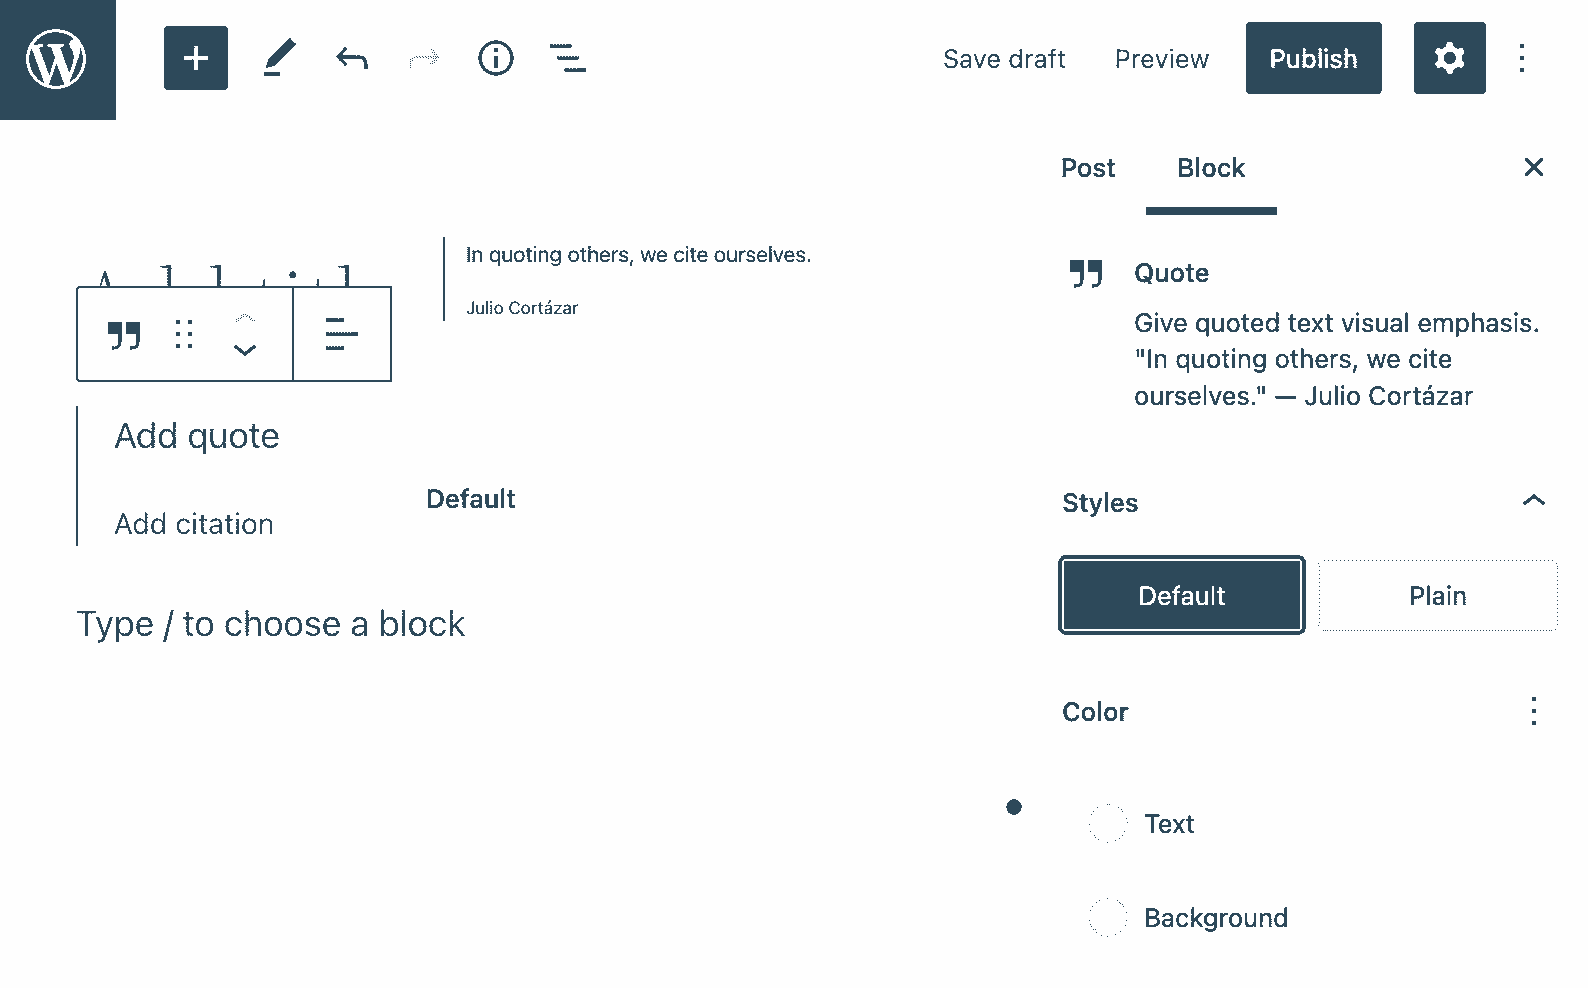 Save draft Preview Publish
Post Block
In quoting others, we cite ourselves.
Julio Cortázar
Quote
Give quoted text visual emphasis.
"In quoting others, we cite
ourselves." — Julio Cortázar
Add quote
Add citation
Default
Type / to choose a block
Styles
Default Plain
Color
Text
Background